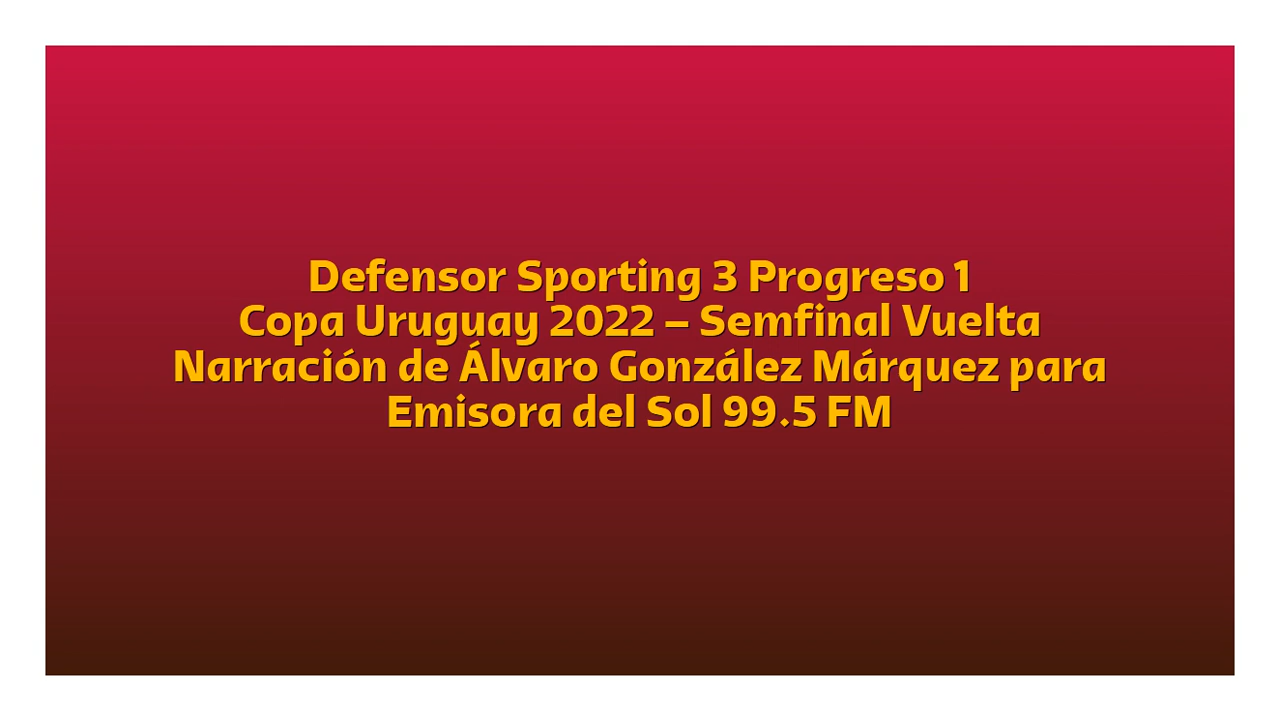 Defensor Sporting 3 Progreso 1
Copa Uruguay 2022 – Semfinal Vuelta
Narración de Álvaro González Márquez para
Emisora del Sol 99.5 FM